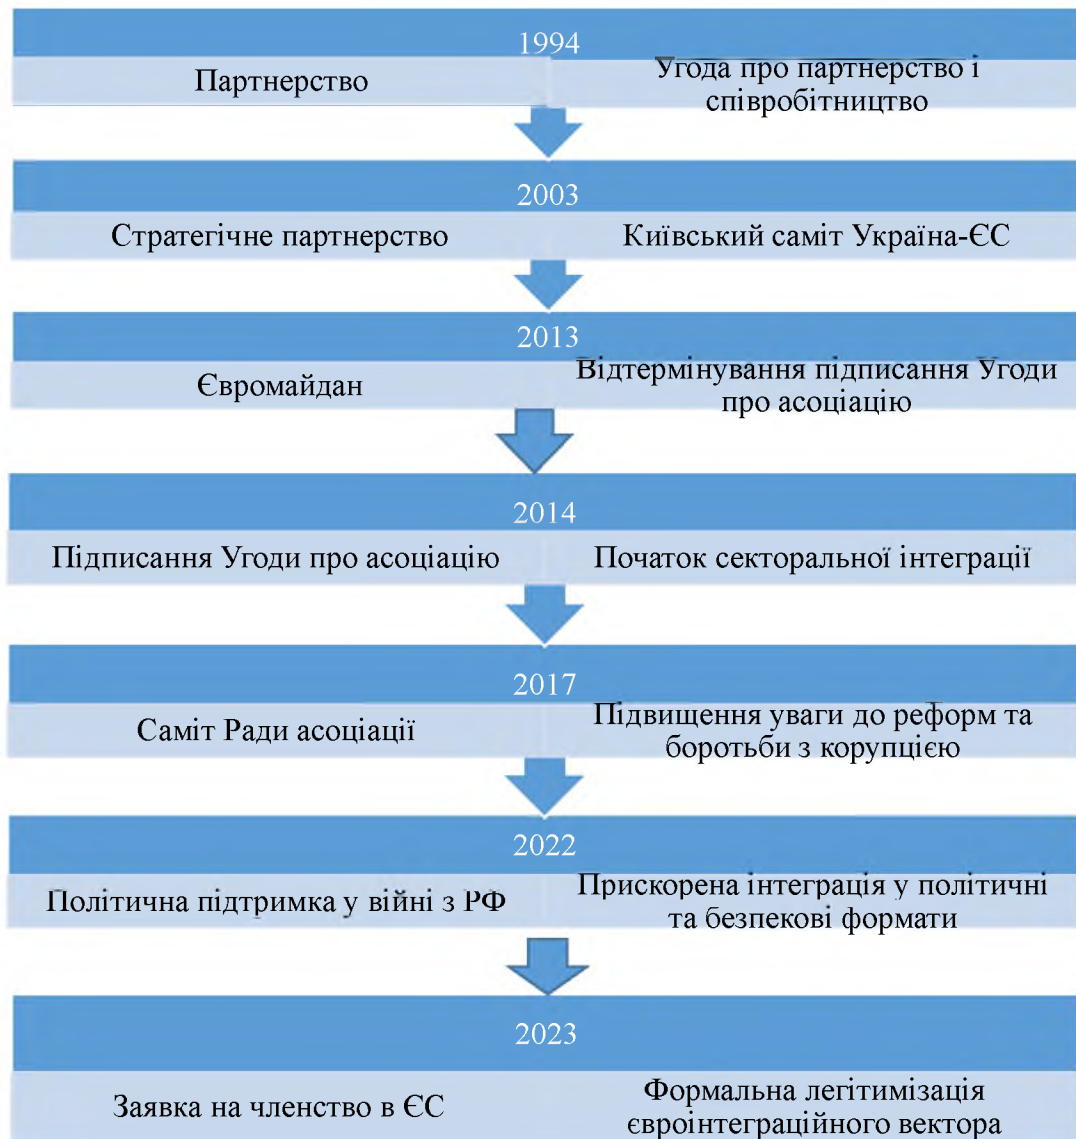 1994
Партнерство
Угода про партнерство і
співробітництво
2003
Стратегічне партнерство
Київський саміт Україна-ЄС
2013
Євромайдан
Відтермінування підписання Угоди
про асоціацію
2014
Підписання Угоди про асоціацію
Початок секторальної інтеграції
2017
Саміт Ради асоціації
Підвищення уваги до реформ та
боротьби з корупцією
2022
Політична підтримка у війні з РФ
Прискорена інтеграція у політичні
та безпекові формати
2023
Заявка на членство в ЄС
Формальна легітимізація
євроінтеграційного вектора